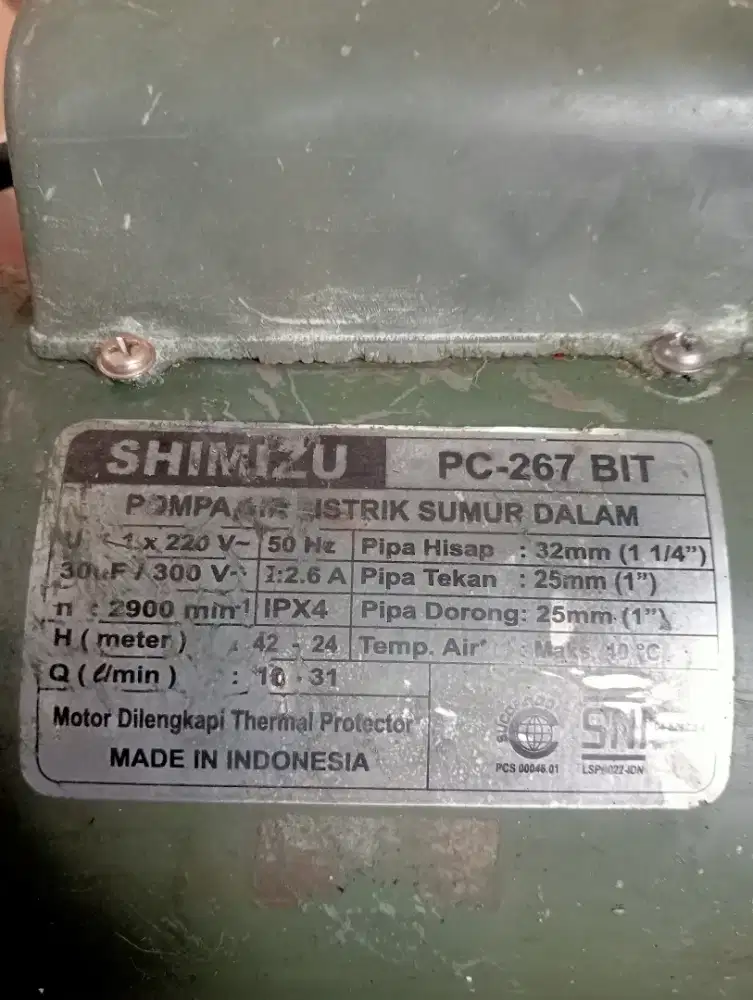 SHIMIZU PC-267 BIT
POMPA AIR LISTRIK SUMUR DALAM
U : 1 x 220 V~ 50 Hz Pipa Hisap : 32mm (1 1/4")
30uF / 300 V~ I:2.6 A Pipa Tekan : 25mm (1")
n : 2900 min-1 IPX4 Pipa Dorong: 25mm (1")
H ( meter ) : 42 - 24 Temp. Air : Maks. °C
Q ( ℓ/min ) : 10 - 31
Motor Dilengkapi Thermal Protector
MADE IN INDONESIA
SNI
PCS 00046.01